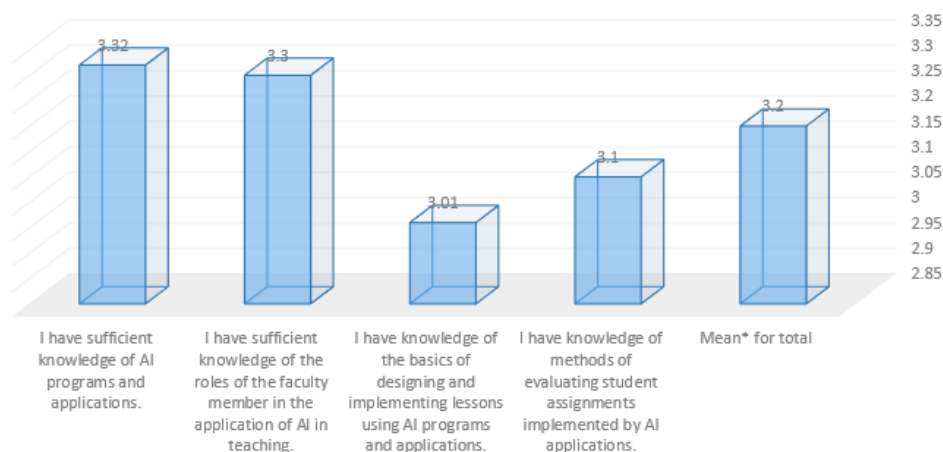 3.32
3.3
3.01
3.1
3.2
3.35
3.3
3.25
3.2
3.15
3.1
3.05
3
2.95
2.9
2.85
I have sufficient
knowledge of AI
programs and
applications.
I have sufficient
knowledge of the
roles of the faculty
member in the
application of AI in
teaching.
I have knowledge of
the basics of
designing and
implementing lessons
using AI programs
and applications.
I have knowledge of
methods of
evaluating student
assignments
implemented by AI
applications.
Mean* for total